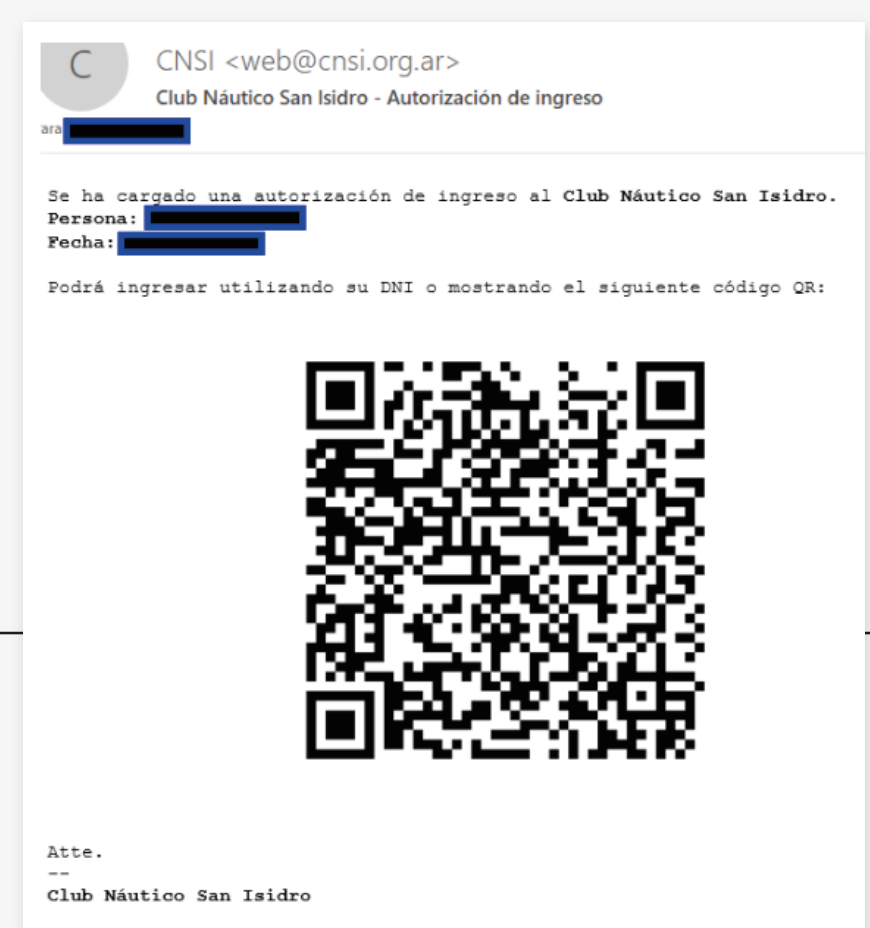 C
CNSI <web@cnsi.org.ar>
Club Náutico San Isidro - Autorización de ingreso
ara
Se ha cargado una autorización de ingreso al Club Náutico San Isidro.
Persona:
Fecha:
Podrá ingresar utilizando su DNI o mostrando el siguiente código QR:
Atte.
--
Club Náutico San Isidro